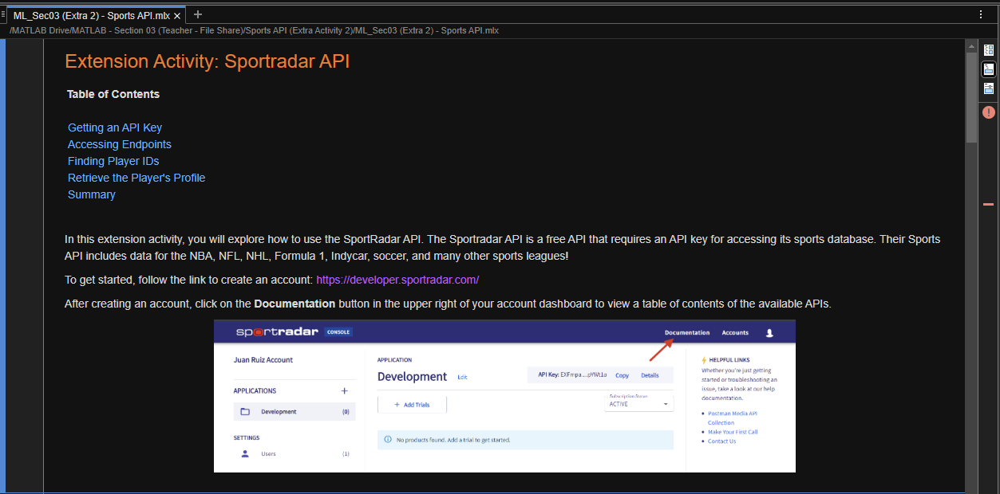 ML_Sec03 (Extra 2) - Sports API.mlx
/MATLAB Drive/MATLAB - Section 03 (Teacher - File Share)/Sports API (Extra Activity 2)/ML_Sec03 (Extra 2) - Sports API.mlx
Extension Activity: Sportradar API
Table of Contents
Getting an API Key
Accessing Endpoints
Finding Player IDs
Retrieve the Player's Profile
Summary
In this extension activity, you will explore how to use the SportRadar API. The Sportradar API is a free API that requires an API key for accessing its sports database. Their Sports
API includes data for the NBA, NFL, NHL, Formula 1, Indycar, soccer, and many other sports leagues!
To get started, follow the link to create an account: https://developer.sportradar.com/
After creating an account, click on the Documentation button in the upper right of your account dashboard to view a table of contents of the available APIs.
sportradar CONSOLE
Documentation Accounts
Juan Ruiz Account
APPLICATIONS
Development (0)
SETTINGS
Users (1)
APPLICATION
Development Edit
API Key: EXFmpa....pYWt1o Copy Details
+ Add Trials
Subscription Status
ACTIVE
No products found. Add a trial to get started.
HELPFUL LINKS
Whether you're just getting
started or troubleshooting an
issue, take a look at our help
documentation.
Postman Media API
Collection
Make Your First Call
Contact Us